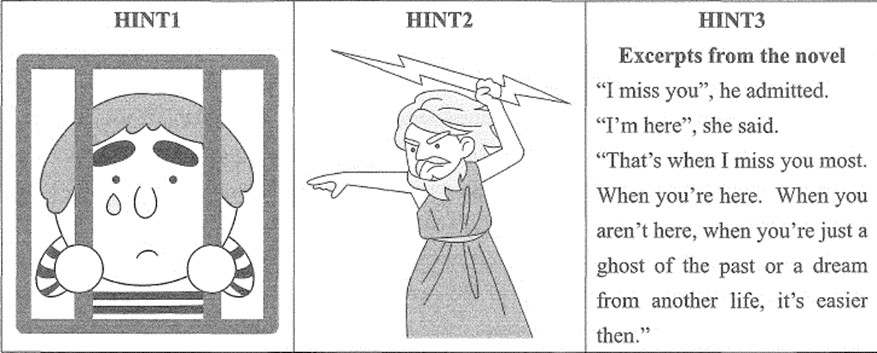 HINT1
HINT2
HINT3
Excerpts from the novel
“I miss you”, he admitted.
“I’m here”, she said.
“That’s when I miss you most.
When you’re here. When you
aren’t here, when you’re just a
ghost of the past or a dream
from another life, it’s easier
then.”